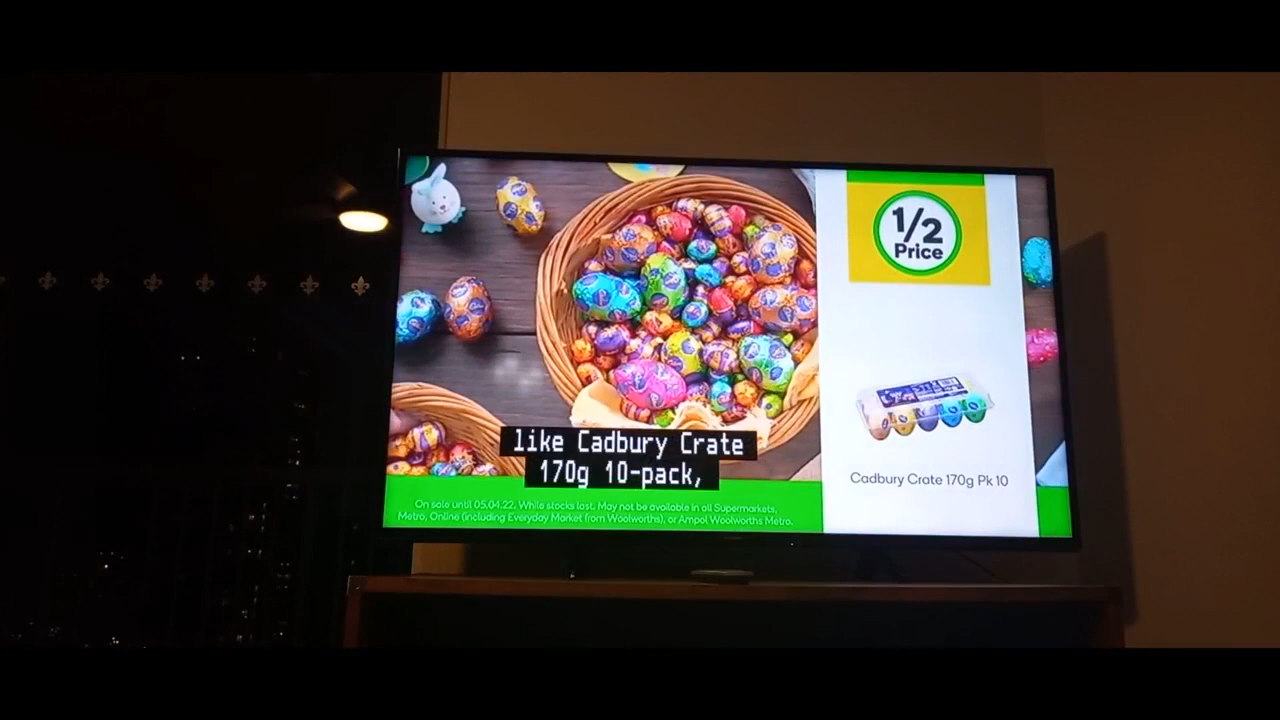 1/2
Price
like Cadbury Crate
170g 10-pack,
Cadbury Crate 170g Pk 10
On sale until 05.04.22. While stocks last. May not be available in all Supermarkets,
Metro, Online (including Everyday Market from Woolworths), or Ampol Woolworths Metro.